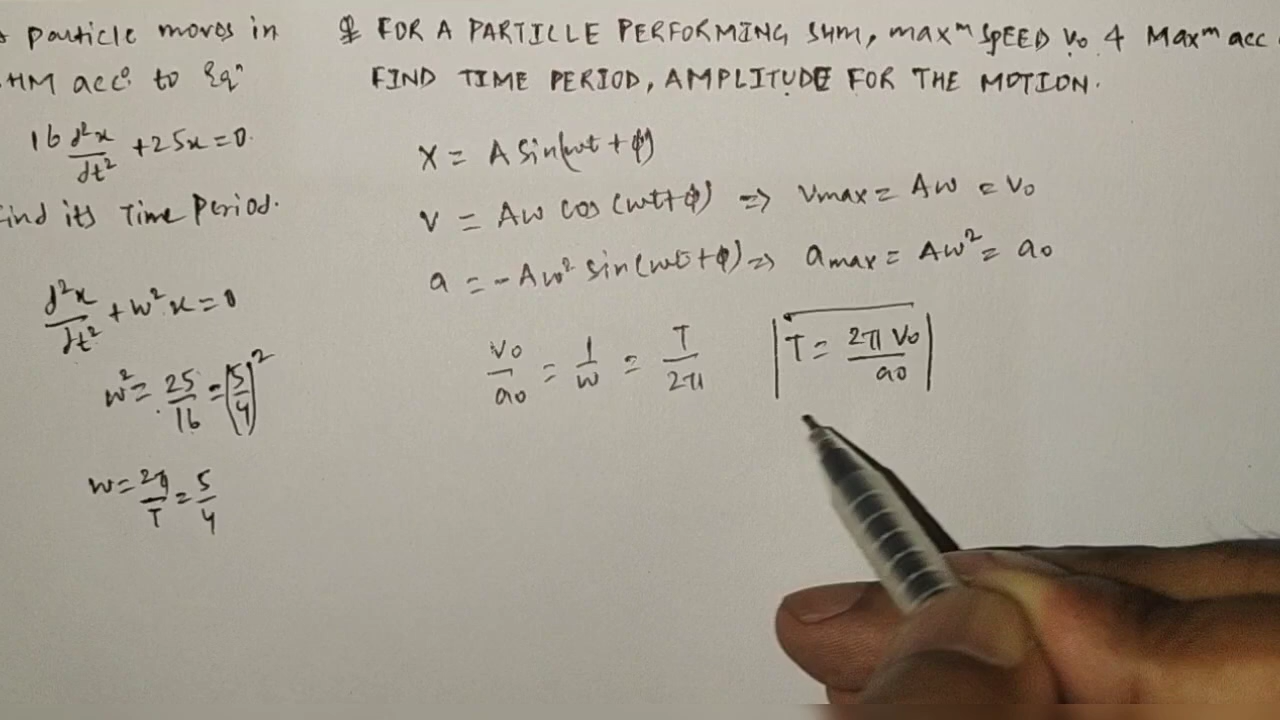 particle moves in
HM acc. to Eqⁿ
16 d²x/dt² + 25x = 0.
find its Time Period.
d²x/dt² + w²x = 0
w² = 25/16 = (5/4)²
w = 2π/T = 5/4
Q FOR A PARTICLE PERFORMING SHM, maxᵐ SPEED v₀ & Maxᵐ acc
FIND TIME PERIOD, AMPLITUDE FOR THE MOTION.
x = A sin(wt + φ)
v = Aw cos (wt+φ) => Vmax = Aw = v₀
a = -Aw² sin(wt+φ) => amax = Aw² = a₀
v₀/a₀ = 1/w = T/2π
T = 2π v₀/a₀